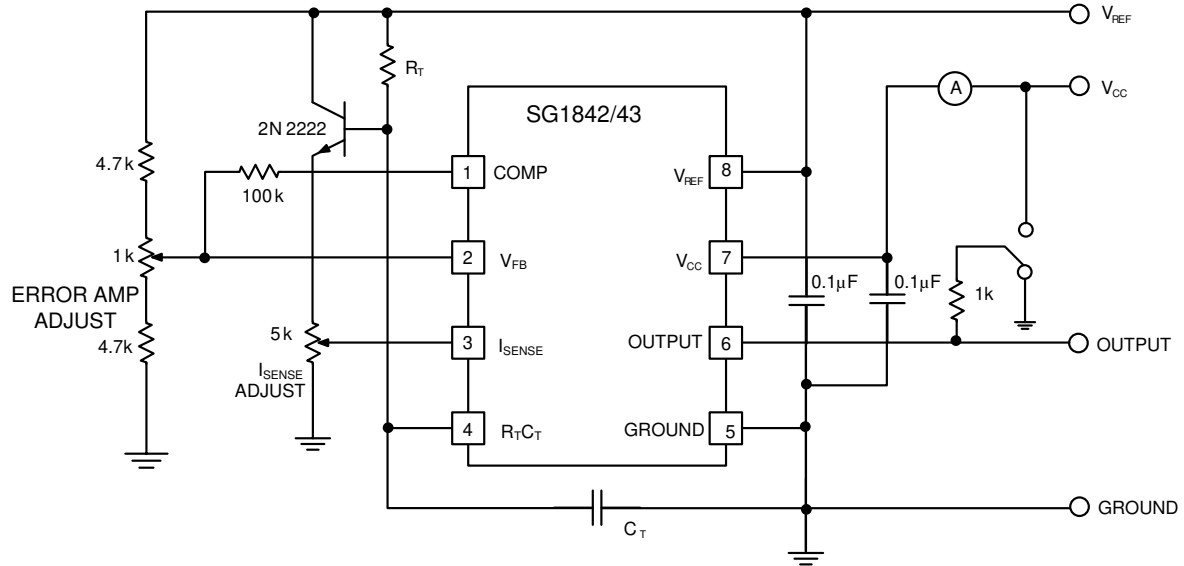 V_REF
A
V_CC
R_T
SG1842/43
2N 2222
4.7k
1 COMP
V_REF 8
100k
1k
2 V_FB
V_CC 7
ERROR AMP
ADJUST
0.1µF
0.1µF
1k
4.7k
5k
3 I_SENSE
OUTPUT 6
OUTPUT
I_SENSE
ADJUST
4 R_TC_T
GROUND 5
C_T
GROUND